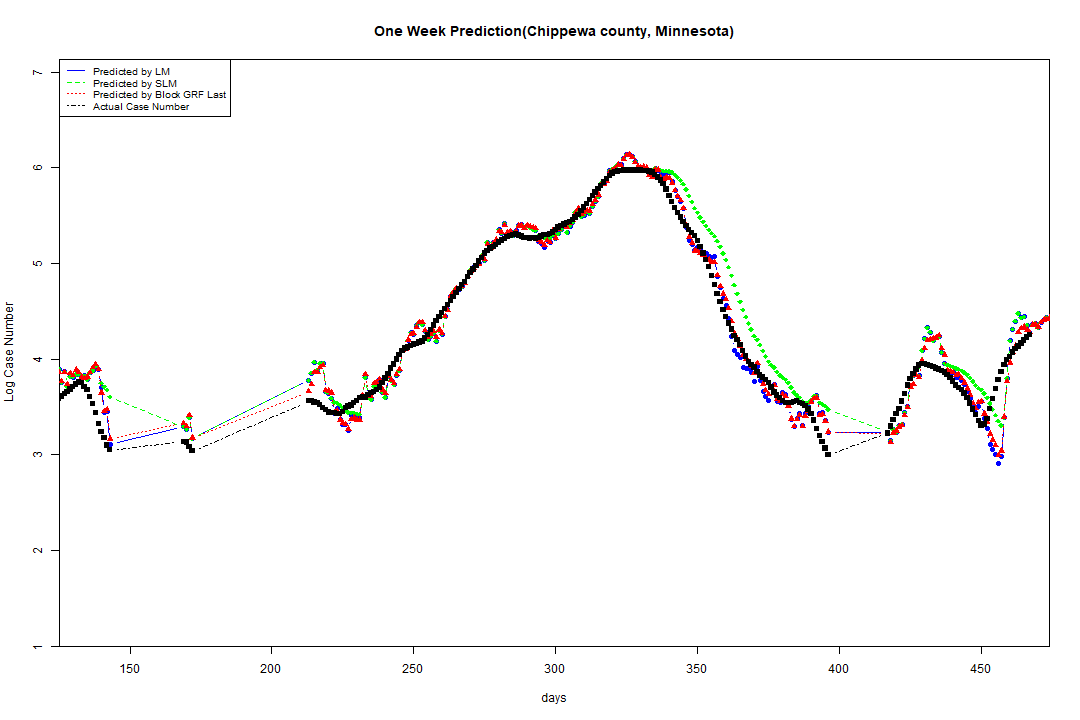 One Week Prediction(Chippewa county, Minnesota)
Predicted by LM
Predicted by SLM
Predicted by Block GRF Last
Actual Case Number
7
6
5
4
3
2
1
Log Case Number
150 200 250 300 350 400 450
days